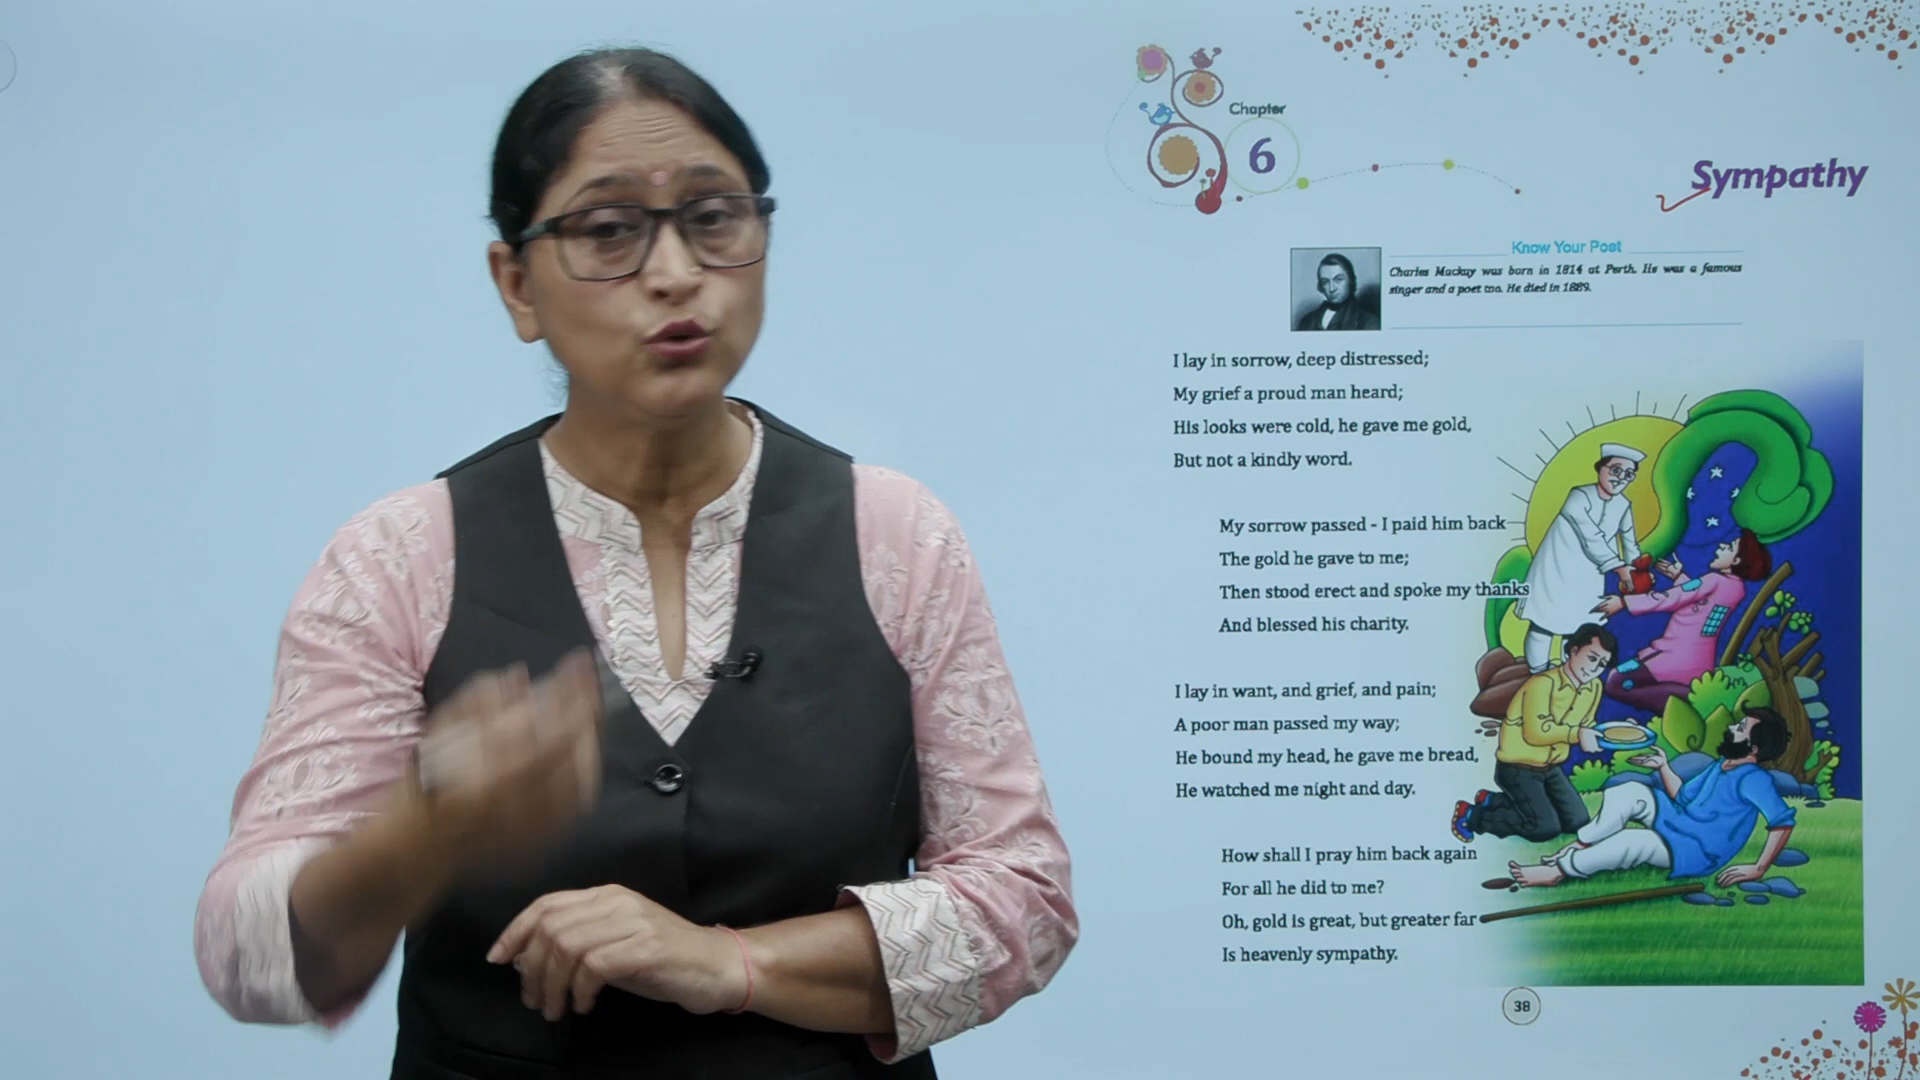 Chapter
6
Sympathy
Know Your Poet
Charles Mackay was born in 1814 at Perth. He was a famous
singer and a poet too. He died in 1889.
I lay in sorrow, deep distressed;
My grief a proud man heard;
His looks were cold, he gave me gold,
But not a kindly word.
My sorrow passed - I paid him back
The gold he gave to me;
Then stood erect and spoke my thanks
And blessed his charity.
I lay in want, and grief, and pain;
A poor man passed my way;
He bound my head, he gave me bread,
He watched me night and day.
How shall I pray him back again
For all he did to me?
Oh, gold is great, but greater far
Is heavenly sympathy.
38